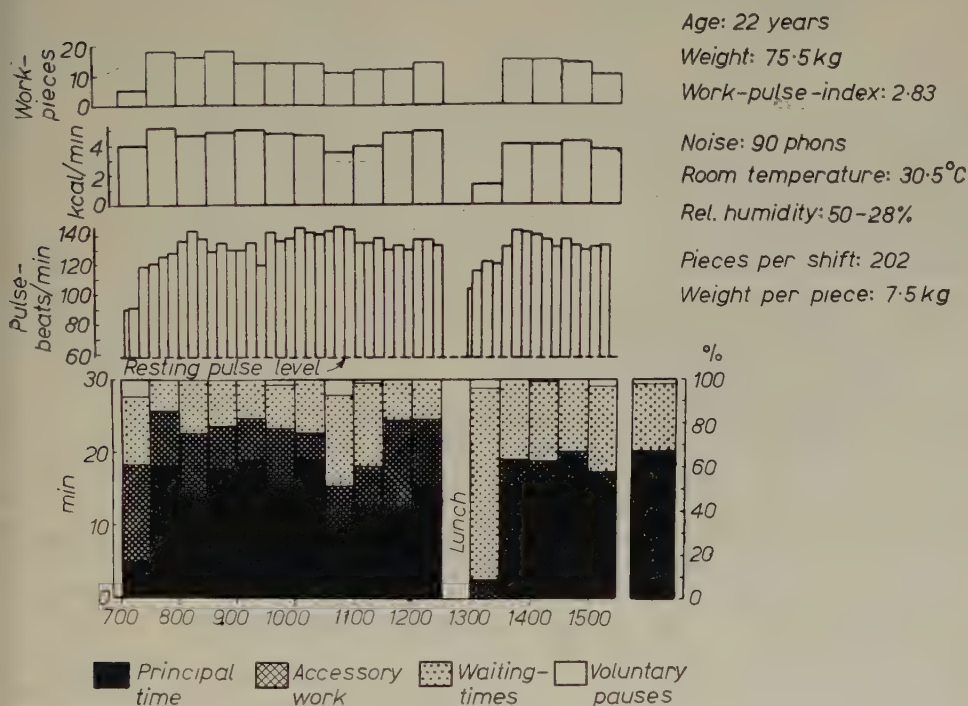 20
10
0
Work-
pieces
4
2
0
kcal/min
140
120
100
80
60
Pulse-
beats/min
Resting pulse level
30
20
10
0
min
%
100
80
60
40
20
0
Lunch
700 800 900 1000 1100 1200 1300 1400 1500
Principal
time
Accessory
work
Waiting-
times
Voluntary
pauses
Age: 22 years
Weight: 75.5kg
Work-pulse-index: 2·83
Noise: 90 phons
Room temperature: 30·5°C
Rel. humidity: 50-28%
Pieces per shift: 202
Weight per piece: 7·5kg